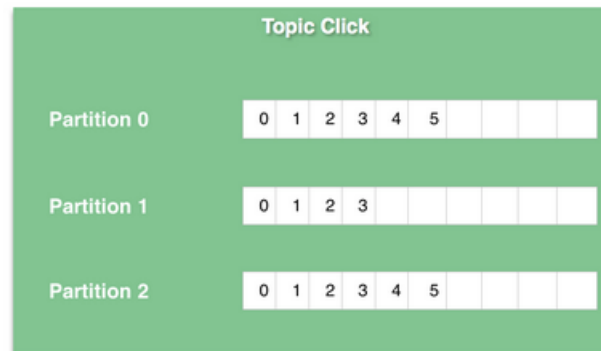 Topic Click
Partition 0 0 1 2 3 4 5
Partition 1 0 1 2 3
Partition 2 0 1 2 3 4 5